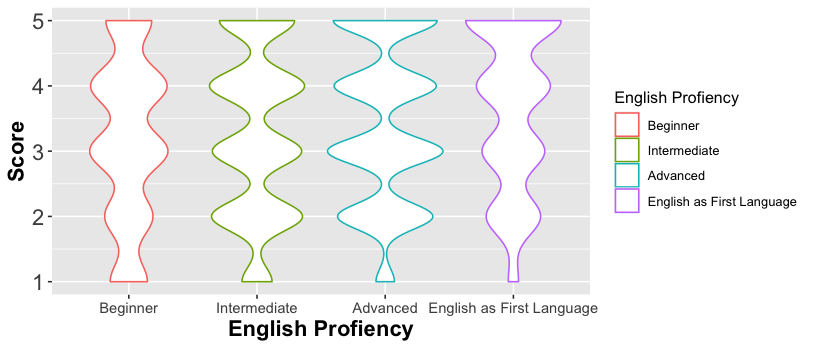 Score
5
4
3
2
1
Beginner Intermediate Advanced English as First Language
English Profiency
English Profiency
Beginner
Intermediate
Advanced
English as First Language